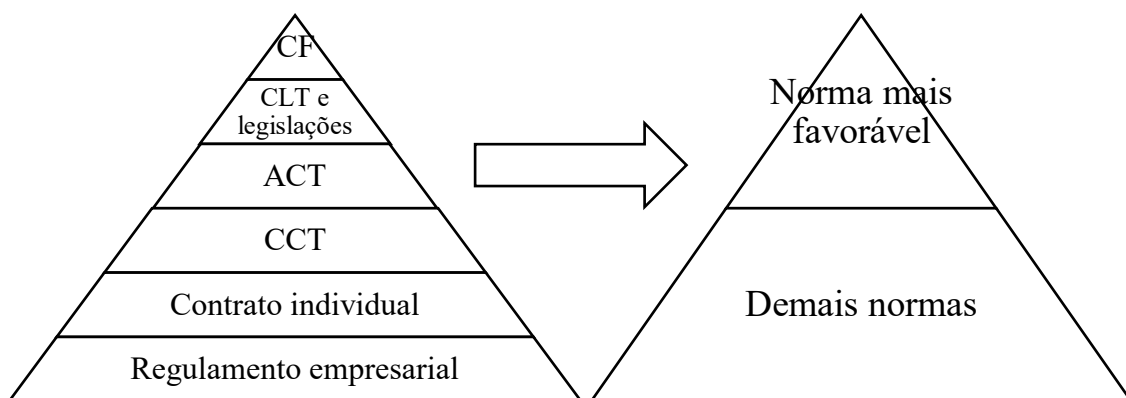 CF
CLT e
legislações
ACT
CCT
Contrato individual
Regulamento empresarial
Norma mais
favorável
Demais normas